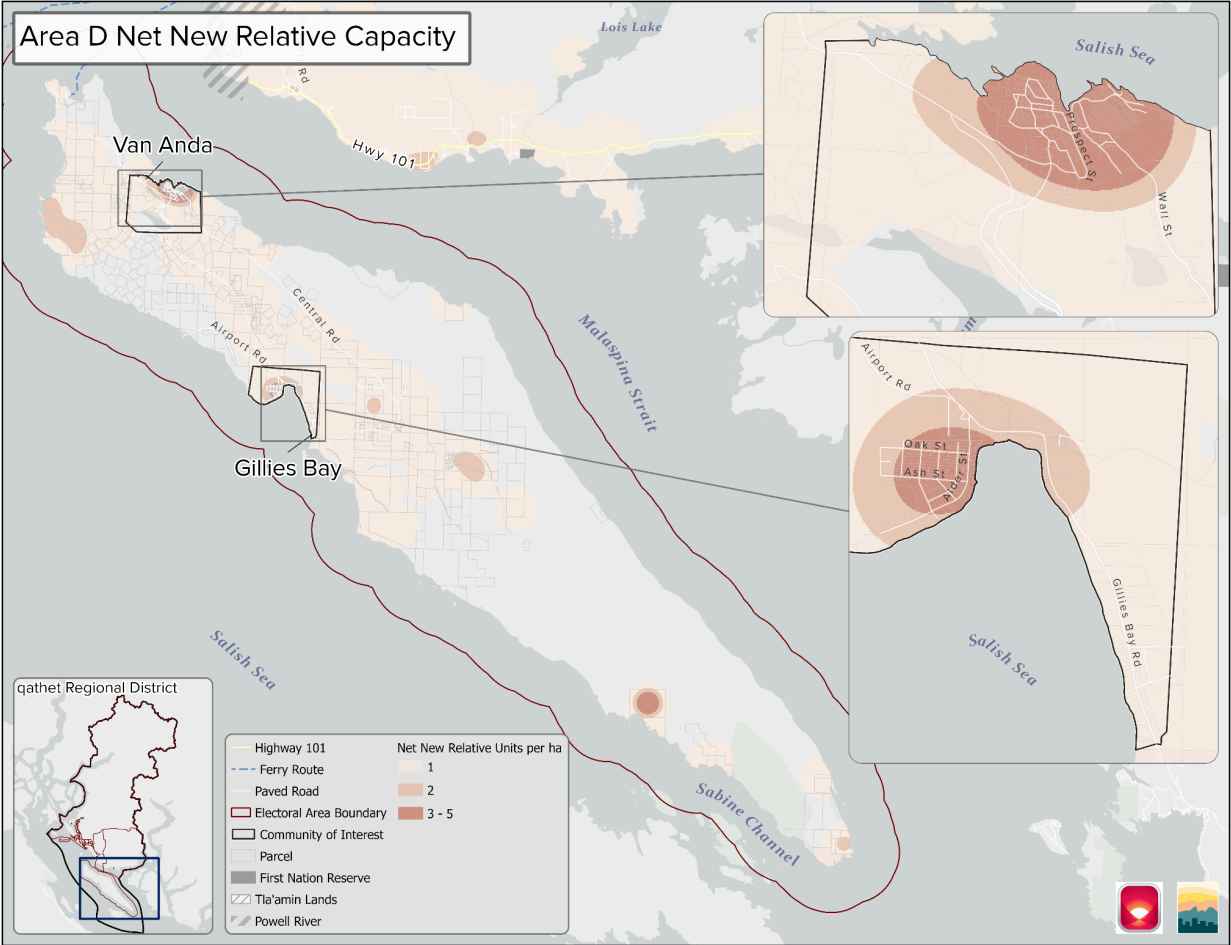 Area D Net New Relative Capacity
Lois Lake
Rd
Hwy 101
Van Anda
Central Rd
Airport Rd
Malaspina Strait
Gillies Bay
Salish Sea
Sabine Channel
Salish Sea
Prospect St
Wall St
Airport Rd
Oak St
Ash St
Alder St
Gillies Bay Rd
Salish Sea
qathet Regional District
Highway 101
Ferry Route
Paved Road
Electoral Area Boundary
Community of Interest
Parcel
First Nation Reserve
Tla'amin Lands
Powell River
Net New Relative Units per ha
1
2
3 - 5